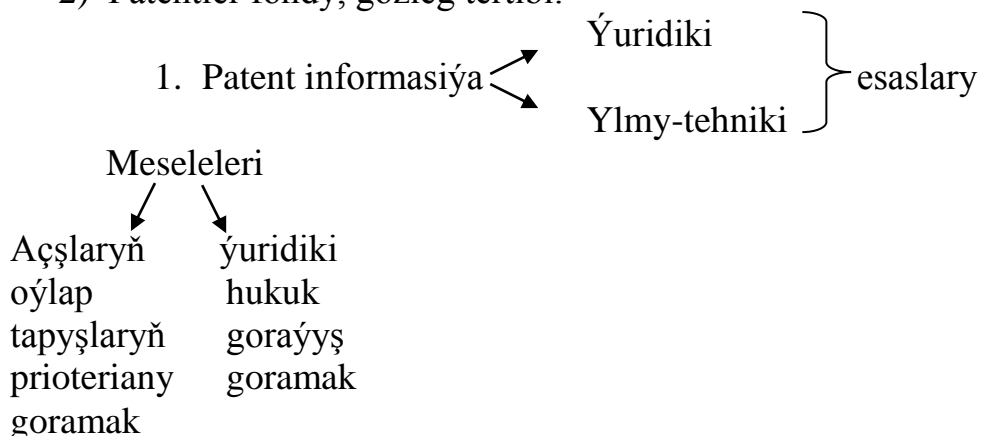 2) Patentler fondy, gözleg tertibi.
Ýuridiki
1. Patent informasiýa
esaslary
Ylmy-tehniki
Meseleleri
Açşlaryň ýuridiki
oýlap hukuk
tapyşlaryň goraýyş
prioteriany goramak
goramak